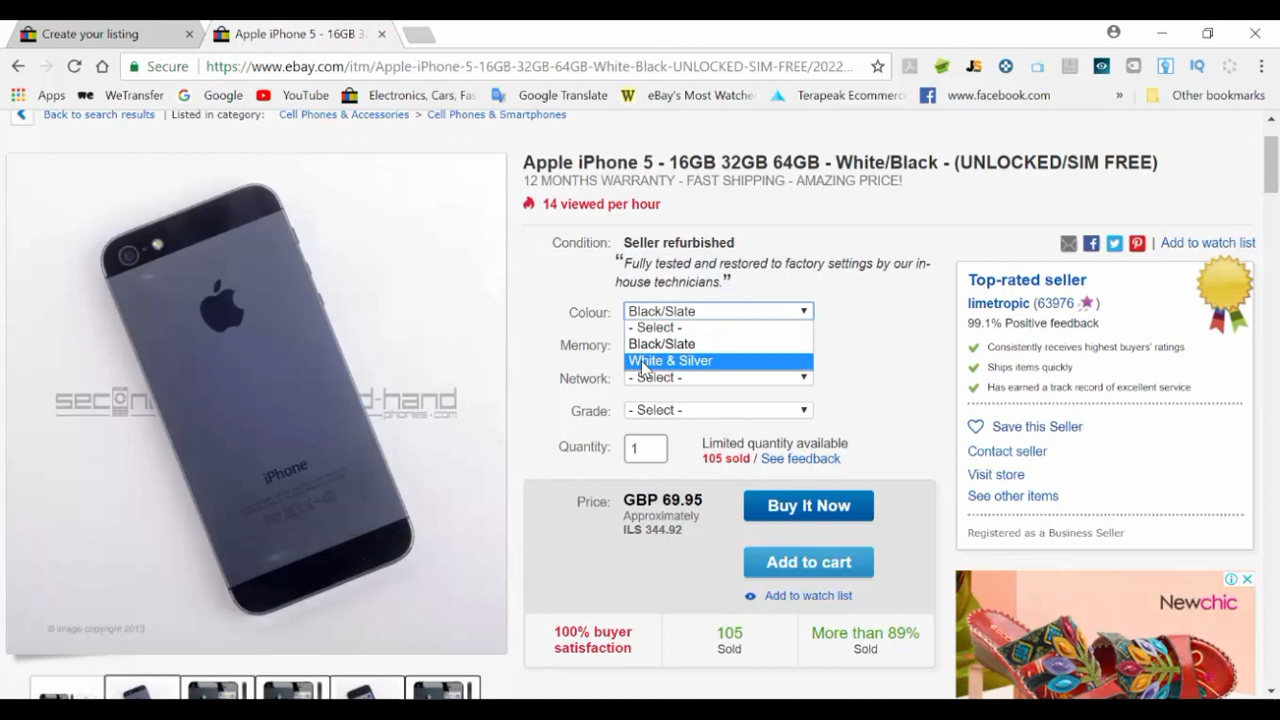 Create your listing
Apple iPhone 5 - 16GB 3
Secure
https://www.ebay.com/itm/Apple-iPhone-5-16GB-32GB-64GB-White-Black-UNLOCKED-SIM-FREE/2022...
Apps
WeTransfer
Google
YouTube
Electronics, Cars, Fas
Google Translate
eBay's Most Watche
Terapeak Ecommerc
www.facebook.com
»
Other bookmarks
Back to search results | Listed in category: Cell Phones & Accessories > Cell Phones & Smartphones
Apple iPhone 5 - 16GB 32GB 64GB - White/Black - (UNLOCKED/SIM FREE)
12 MONTHS WARRANTY - FAST SHIPPING - AMAZING PRICE!
14 viewed per hour
Condition: Seller refurbished
“Fully tested and restored to factory settings by our in-
house technicians.”
Colour: Black/Slate
- Select -
Black/Slate
White & Silver
Memory:
Network: - Select -
Grade: - Select -
Quantity: 1
Limited quantity available
105 sold / See feedback
Price: GBP 69.95
Approximately
ILS 344.92
Buy It Now
Add to cart
Add to watch list
100% buyer
satisfaction
105
Sold
More than 89%
Sold
| Add to watch list
Top-rated seller
limetropic (63976 )
99.1% Positive feedback
Consistently receives highest buyers' ratings
Ships items quickly
Has earned a track record of excellent service
Save this Seller
Contact seller
Visit store
See other items
Registered as a Business Seller
Newchic
iPhone
© image copyright 2013